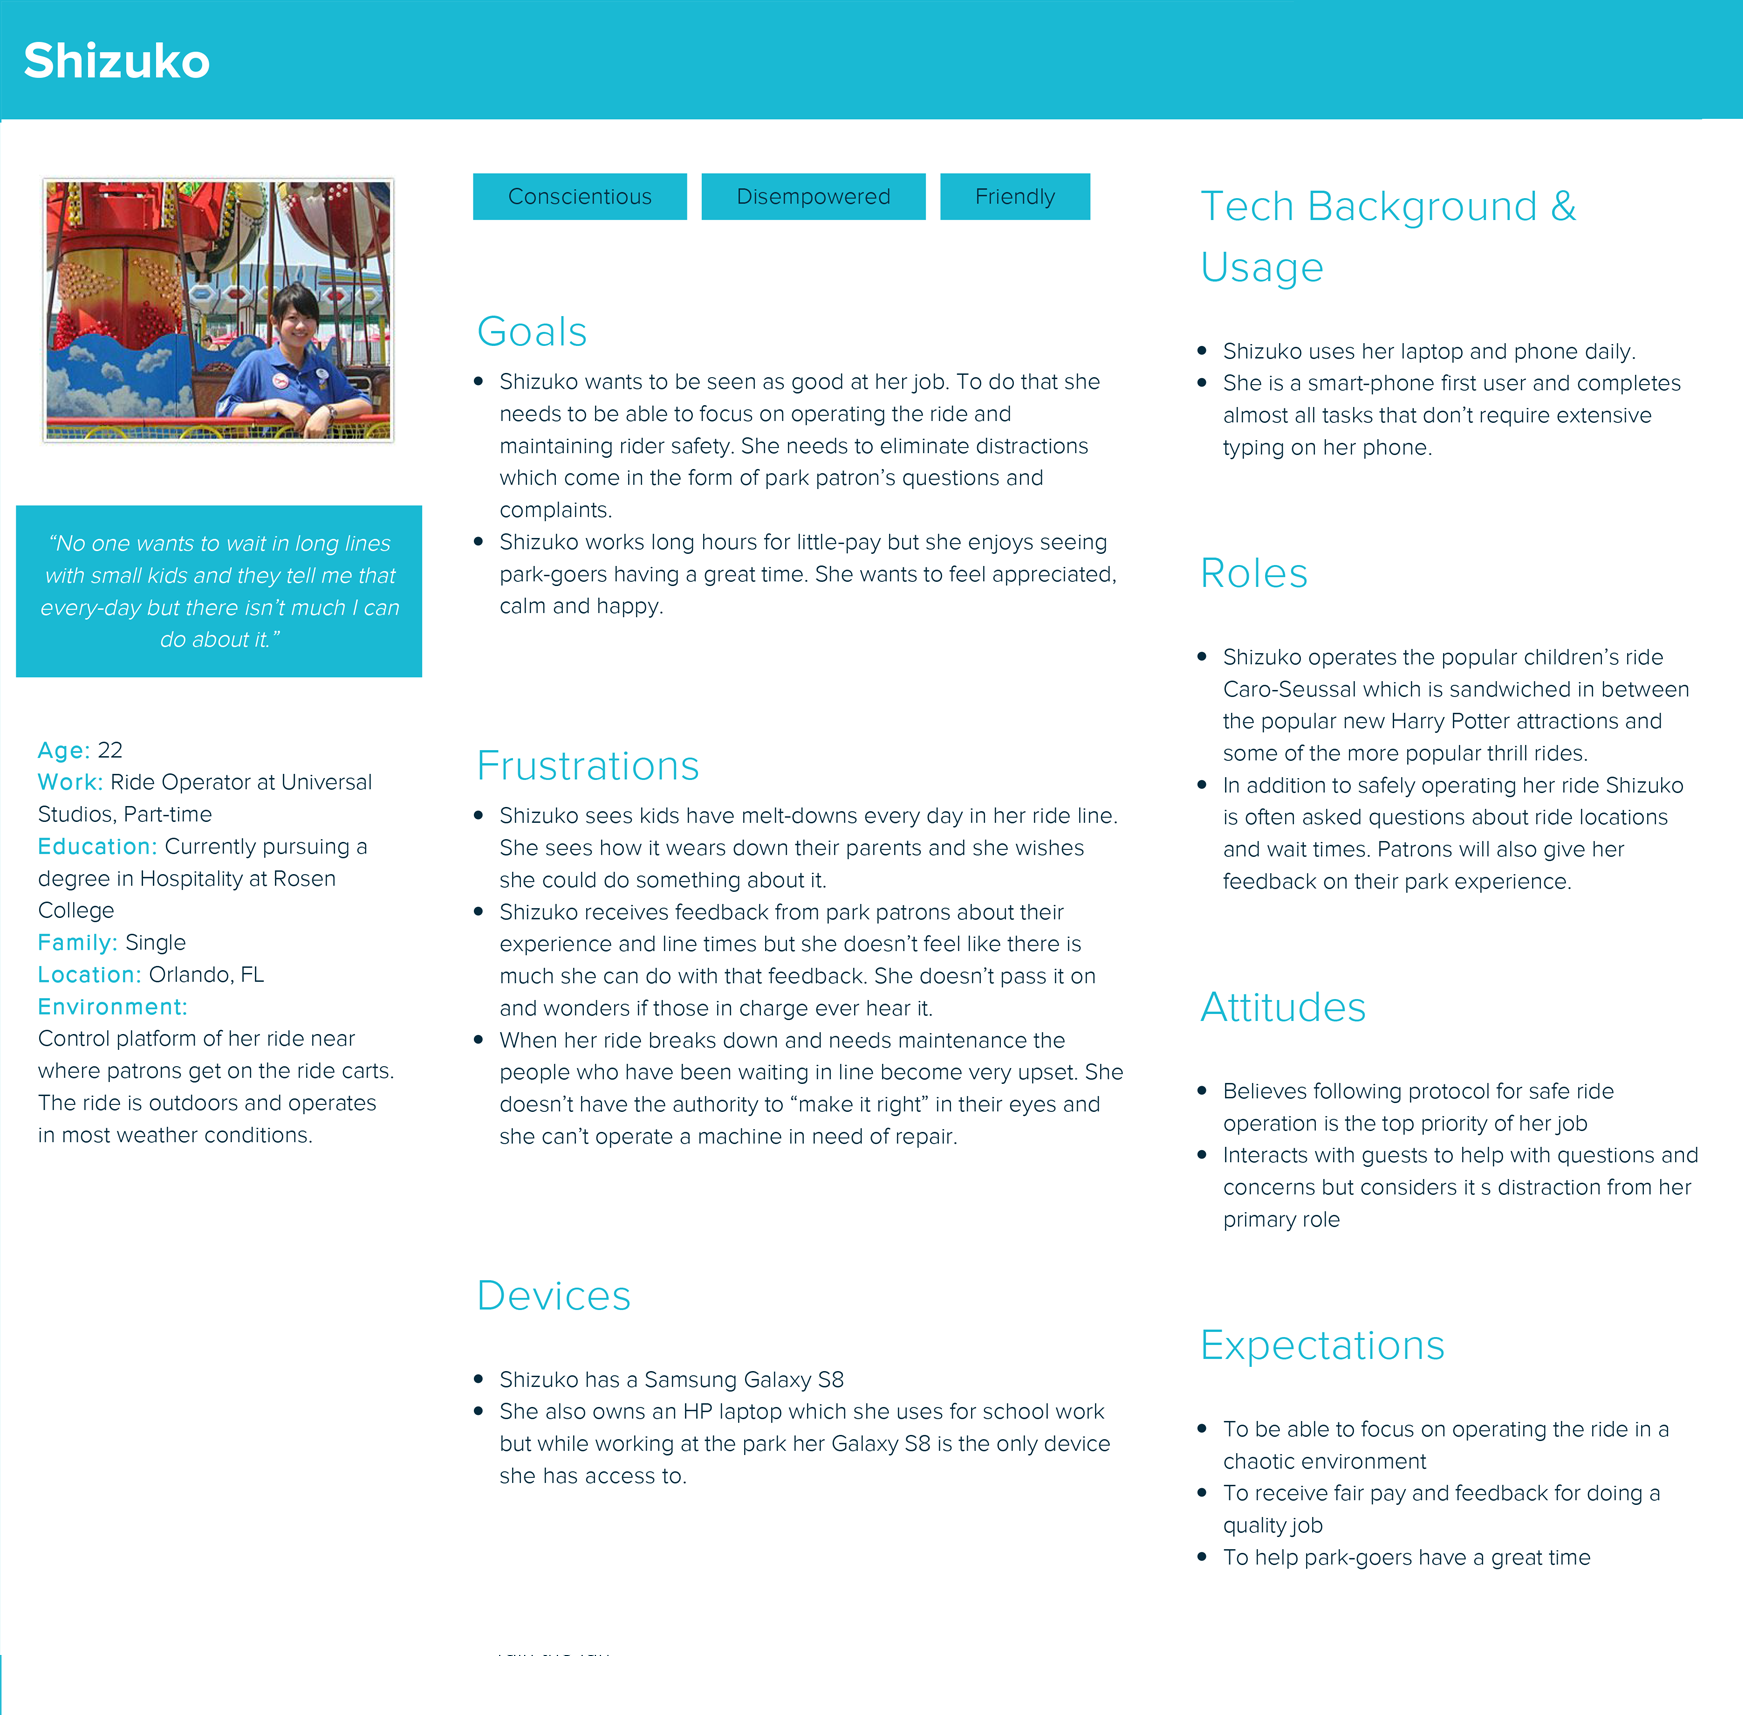 Shizuko
“No one wants to wait in long lines
with small kids and they tell me that
every-day but there isn’t much I can
do about it.”
Age: 22
Work: Ride Operator at Universal
Studios, Part-time
Education: Currently pursuing a
degree in Hospitality at Rosen
College
Family: Single
Location: Orlando, FL
Environment:
Control platform of her ride near
where patrons get on the ride carts.
The ride is outdoors and operates
in most weather conditions.
Conscientious
Disempowered
Friendly
Goals
• Shizuko wants to be seen as good at her job. To do that she
needs to be able to focus on operating the ride and
maintaining rider safety. She needs to eliminate distractions
which come in the form of park patron’s questions and
complaints.
• Shizuko works long hours for little-pay but she enjoys seeing
park-goers having a great time. She wants to feel appreciated,
calm and happy.
Frustrations
• Shizuko sees kids have melt-downs every day in her ride line.
She sees how it wears down their parents and she wishes
she could do something about it.
• Shizuko receives feedback from park patrons about their
experience and line times but she doesn’t feel like there is
much she can do with that feedback. She doesn’t pass it on
and wonders if those in charge ever hear it.
• When her ride breaks down and needs maintenance the
people who have been waiting in line become very upset. She
doesn’t have the authority to “make it right” in their eyes and
she can’t operate a machine in need of repair.
Devices
• Shizuko has a Samsung Galaxy S8
• She also owns an HP laptop which she uses for school work
but while working at the park her Galaxy S8 is the only device
she has access to.
Tech Background &
Usage
• Shizuko uses her laptop and phone daily.
• She is a smart-phone first user and completes
almost all tasks that don’t require extensive
typing on her phone.
Roles
• Shizuko operates the popular children’s ride
Caro-Seussal which is sandwiched in between
the popular new Harry Potter attractions and
some of the more popular thrill rides.
• In addition to safely operating her ride Shizuko
is often asked questions about ride locations
and wait times. Patrons will also give her
feedback on their park experience.
Attitudes
• Believes following protocol for safe ride
operation is the top priority of her job
• Interacts with guests to help with questions and
concerns but considers it s distraction from her
primary role
Expectations
• To be able to focus on operating the ride in a
chaotic environment
• To receive fair pay and feedback for doing a
quality job
• To help park-goers have a great time